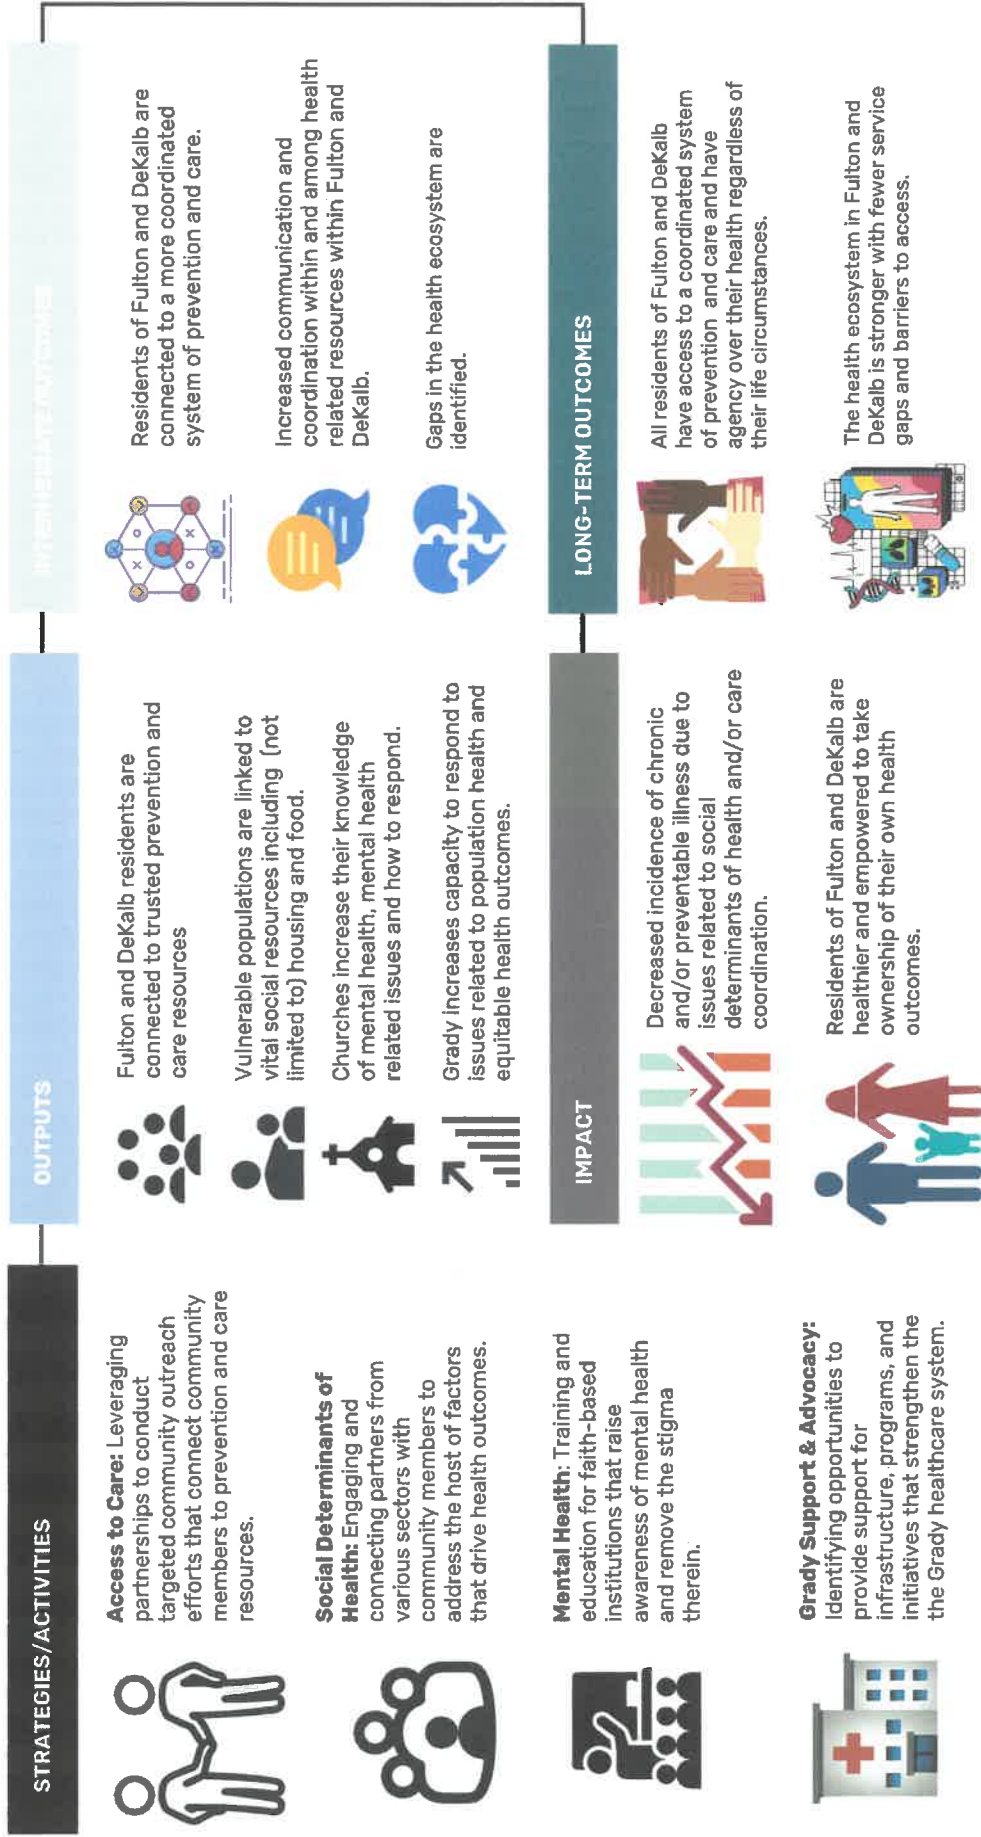 STRATEGIES/ACTIVITIES
Access to Care: Leveraging
partnerships to conduct
targeted community outreach
efforts that connect community
members to prevention and care
resources.
Social Determinants of
Health: Engaging and
connecting partners from
various sectors with
community members to
address the host of factors
that drive health outcomes.
Mental Health: Training and
education for faith-based
institutions that raise
awareness of mental health
and remove the stigma
therein.
Grady Support & Advocacy:
Identifying opportunities to
provide support for
infrastructure, programs, and
initiatives that strengthen the
the Grady healthcare system.
OUTPUTS
Fulton and DeKalb residents are
connected to trusted prevention and
care resources
Vulnerable populations are linked to
vital social resources including (not
limited to) housing and food.
Churches increase their knowledge
of mental health, mental health
related issues and how to respond.
Grady increases capacity to respond to
issues related to population health and
equitable health outcomes.
INTERMEDIATE OUTCOMES
Residents of Fulton and DeKalb are
connected to a more coordinated
system of prevention and care.
Increased communication and
coordination within and among health
related resources within Fulton and
DeKalb.
Gaps in the health ecosystem are
identified.
LONG-TERM OUTCOMES
All residents of Fulton and DeKalb
have access to a coordinated system
of prevention and care and have
agency over their health regardless of
their life circumstances.
The health ecosystem in Fulton and
DeKalb is stronger with fewer service
gaps and barriers to access.
IMPACT
Decreased incidence of chronic
and/or preventable illness due to
issues related to social
determinants of health and/or care
coordination.
Residents of Fulton and DeKalb are
healthier and empowered to take
ownership of their own health
outcomes.